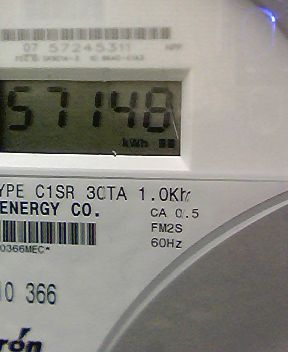 07 57245311
57148
kWh
YPE C1SR 3CTA 1.0Kh
ENERGY CO.
CA 0.5
FM2S
60Hz
0366MEC*
10 366
rón